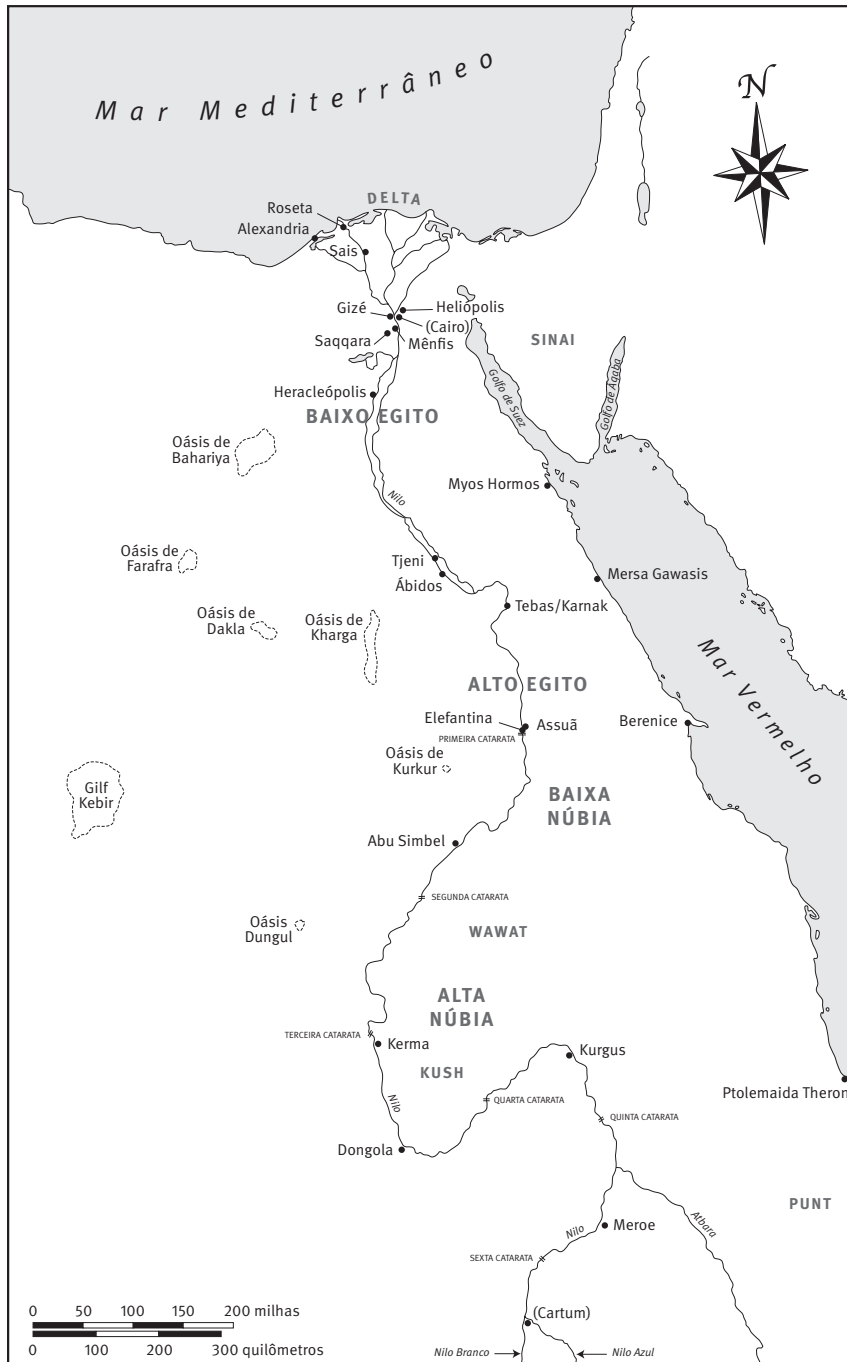 Mar Mediterrâneo
N
DELTA
Roseta
Alexandria
Sais
Gizé
Heliópolis
(Cairo)
Saqqara
Mênfis
SINAI
Golfo de Suez
Golfo de Aqaba
Heracleópolis
BAIXO EGITO
Oásis de
Bahariya
Nilo
Myos Hormos
Oásis de
Farafra
Tjeni
Ábidos
Mersa Gawasis
Oásis de
Dakla
Oásis de
Kharga
Tebas/Karnak
Mar Vermelho
ALTO EGITO
Elefantina
Assuã
PRIMEIRA CATARATA
Berenice
Oásis de
Kurkur
Gilf
Kebir
BAIXA
NÚBIA
Abu Simbel
SEGUNDA CATARATA
Oásis
Dungul
WAWAT
ALTA
NÚBIA
TERCEIRA CATARATA
Kerma
Kurgus
KUSH
Ptolemaida Theron
Nilo
QUARTA CATARATA
QUINTA CATARATA
Dongola
PUNT
Meroe
Nilo
Atbara
SEXTA CATARATA
(Cartum)
0 50 100 150 200 milhas
0 100 200 300 quilômetros
Nilo Branco
Nilo Azul